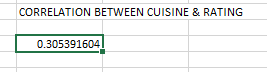 CORRELATION BETWEEN CUISINE & RATING
0.305391604